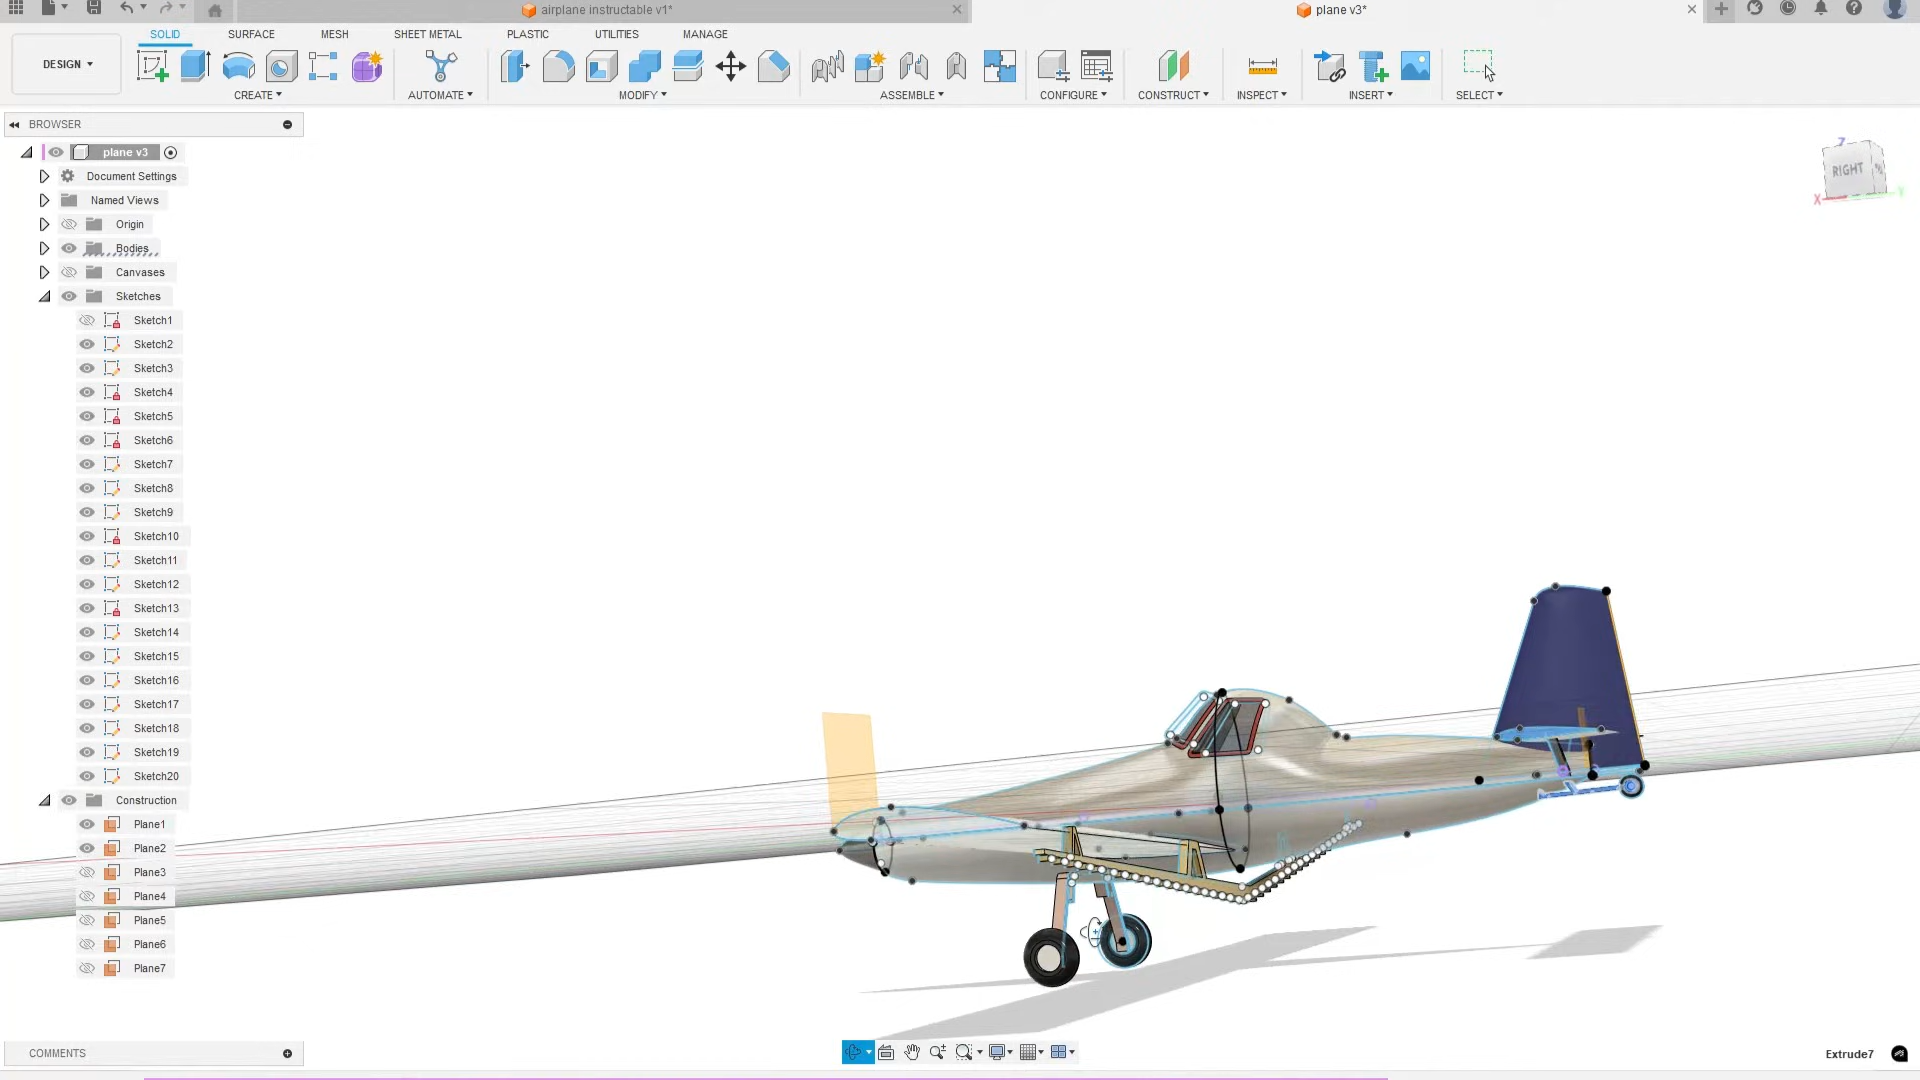 airplane instructable v1*
plane v3*
DESIGN
SOLID
SURFACE
MESH
SHEET METAL
PLASTIC
UTILITIES
MANAGE
CREATE
AUTOMATE
MODIFY
ASSEMBLE
CONFIGURE
CONSTRUCT
INSPECT
INSERT
SELECT
BROWSER
plane v3
Document Settings
Named Views
Origin
Bodies
Canvases
Sketches
Sketch1
Sketch2
Sketch3
Sketch4
Sketch5
Sketch6
Sketch7
Sketch8
Sketch9
Sketch10
Sketch11
Sketch12
Sketch13
Sketch14
Sketch15
Sketch16
Sketch17
Sketch18
Sketch19
Sketch20
Construction
Plane1
Plane2
Plane3
Plane4
Plane5
Plane6
Plane7
Z
RIGHT
X
Y
COMMENTS
Extrude7